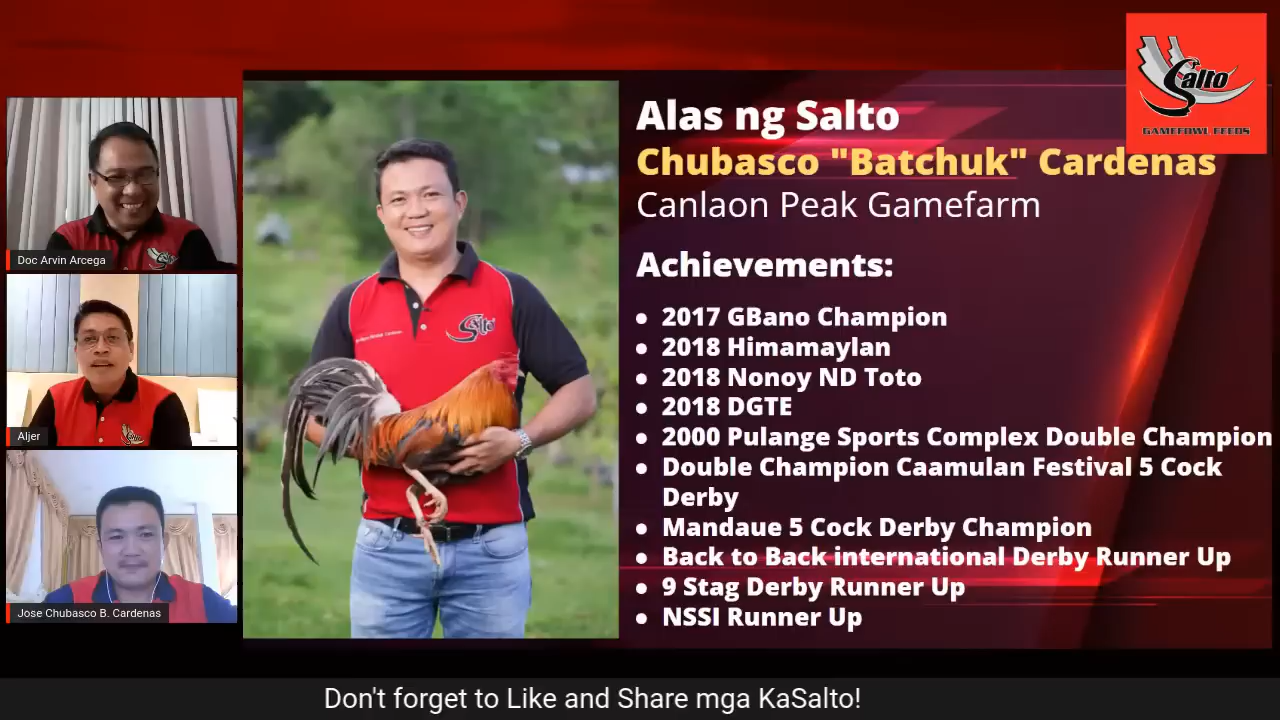 Salto
GAMEFOWL FEEDS
Alas ng Salto
Chubasco "Batchuk" Cardenas
Canlaon Peak Gamefarm
Achievements:
• 2017 GBano Champion
• 2018 Himamaylan
• 2018 Nonoy ND Toto
• 2018 DGTE
• 2000 Pulange Sports Complex Double Champion
• Double Champion Caamulan Festival 5 Cock
Derby
• Mandaue 5 Cock Derby Champion
• Back to Back international Derby Runner Up
• 9 Stag Derby Runner Up
• NSSI Runner Up
Salto
Doc Arvin Arcega
Aljer
Jose Chubasco B. Cardenas
Don't forget to Like and Share mga KaSalto!